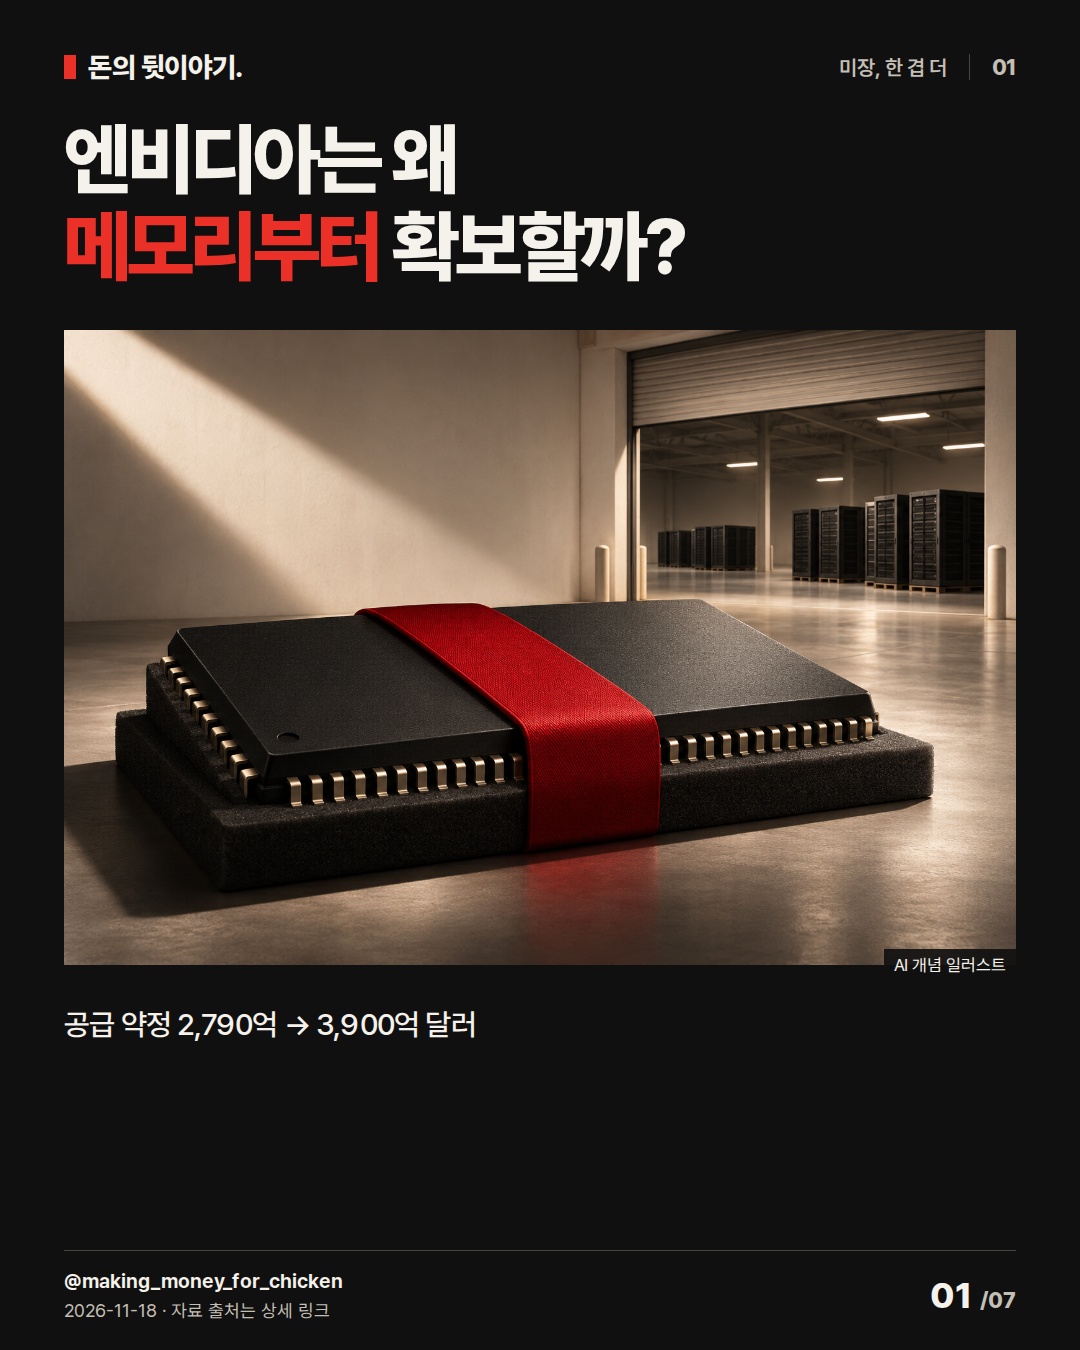 돈의 뒷이야기.
미장, 한 겹 더 | 01
엔비디아는 왜
메모리부터 확보할까?
AI 개념 일러스트
공급 약정 2,790억 → 3,900억 달러
@making_money_for_chicken
2026-11-18 · 자료 출처는 상세 링크
01 /07